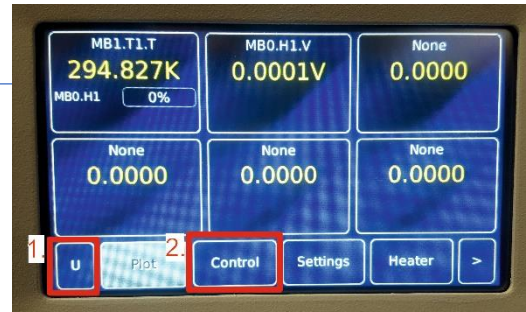 MB1.T1.T
294.827K
MB0.H1 0%
MB0.H1.V
0.0001V
None
0.0000
None
0.0000
None
0.0000
None
0.0000
1. 2.
U Plot Control Settings Heater >